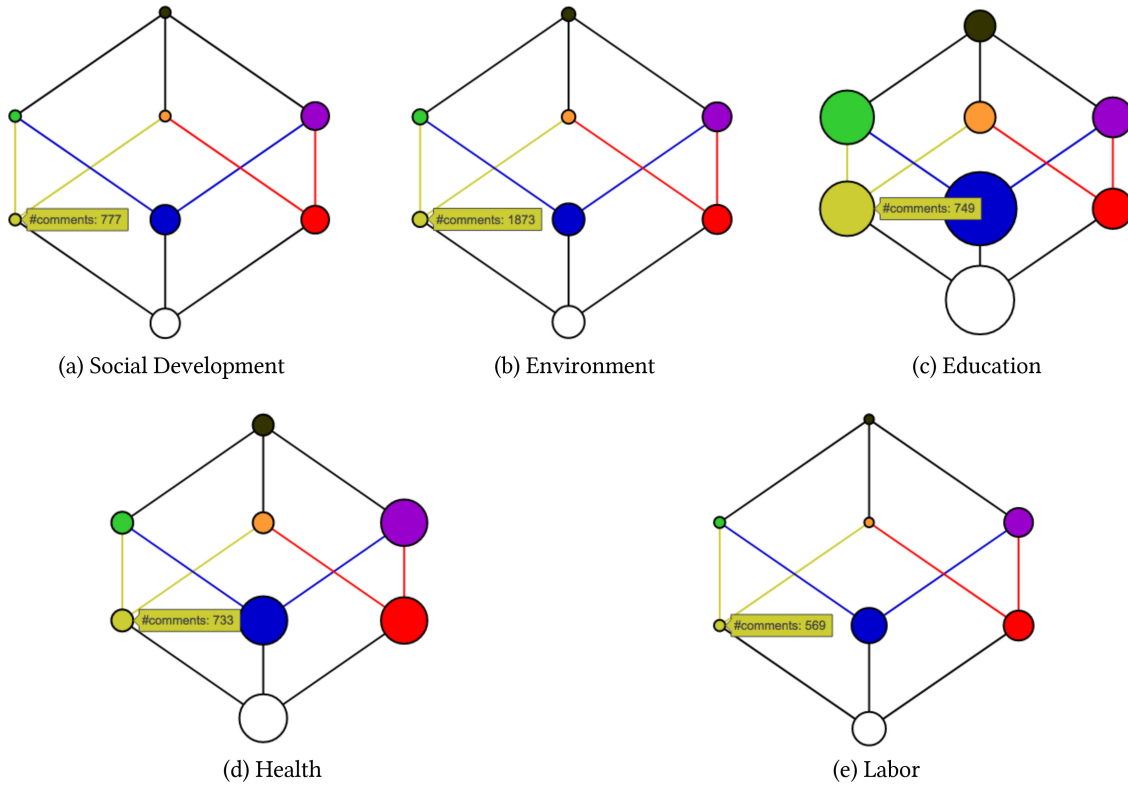 #comments: 777
#comments: 1873
#comments: 749
(a) Social Development
(b) Environment
(c) Education
#comments: 733
#comments: 569
(d) Health
(e) Labor